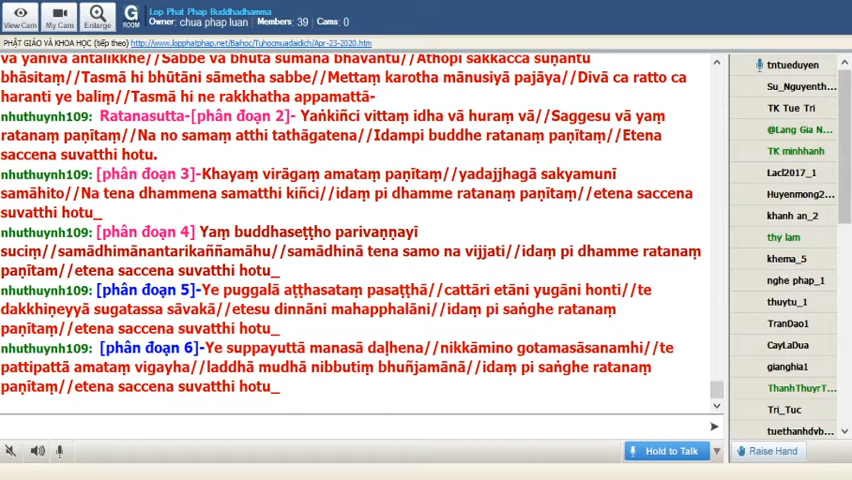 View Cam
My Cam
Enlarge
G
ROOM
Lop Phat Phap Buddhadhamma
Owner: chua phap luan
Members: 39
Cams: 0
PHẬT GIÁO VÀ KHOA HỌC (tiếp theo) http://www.lopphatphap.net/Baihoc/Tuhocmuadaidich/Apr-23-2020.htm
vā yāniva antalikkhe//Sabbe va bhūtā sumanā bhavantu//Athopi sakkacca suṇantu
bhāsitaṃ//Tasmā hi bhūtāni sāmetha sabbe//Mettaṃ karotha mānusiyā pajāya//Divā ca ratto ca
haranti ye baliṃ//Tasmā hi ne rakkhatha appamattā-
nhuthuynh109: Ratanasutta-[phân đoạn 2]- Yaṅkiñci vittaṃ idha vā huraṃ vā//Saggesu vā yaṃ
ratanaṃ paṇītaṃ//Na no samaṃ atthi tathāgatena//Idampi buddhe ratanaṃ paṇītaṃ//Etena
saccena suvatthi hotu.
nhuthuynh109: [phân đoạn 3]-Khayaṃ virāgaṃ amataṃ paṇītaṃ//yadajjhagā sakyamunī
samāhito//Na tena dhammena samatthi kiñci//idaṃ pi dhamme ratanaṃ paṇītaṃ//etena saccena
suvatthi hotu_
nhuthuynh109: [phân đoạn 4] Yaṃ buddhaseṭṭho parivaṇṇayī
suciṃ//samādhimānantarikaññamāhu//samādhinā tena samo na vijjati//idaṃ pi dhamme ratanaṃ
paṇītaṃ//etena saccena suvatthi hotu_
nhuthuynh109: [phân đoạn 5]-Ye puggalā aṭṭhasataṃ pasaṭṭhā//cattāri etāni yugāni honti//te
dakkhiṇeyyā sugatassa sāvakā//etesu dinnāni mahapphalāni//idaṃ pi saṅghe ratanaṃ
paṇītaṃ//etena saccena suvatthi hotu_
nhuthuynh109: [phân đoạn 6]-Ye suppayuttā manasā daḷhena//nikkāmino gotamasāsanamhi//te
pattipattā amataṃ vigayha//laddhā mudhā nibbutiṃ bhuñjamānā//idaṃ pi saṅghe ratanaṃ
paṇītaṃ//etena saccena suvatthi hotu_
tntueduyen
Su_Nguyenth...
TK Tue Tri
@Lang Gia N...
TK minhhanh
Lacl2017_1
Huyenmong2...
khanh an_2
thy lam
khema_5
nghe phap_1
thuytu_1
TranDao1
CayLaDua
gianghia1
ThanhThuyrT...
Tri_Tuc
tuethanhdvb...
Hold to Talk
Raise Hand